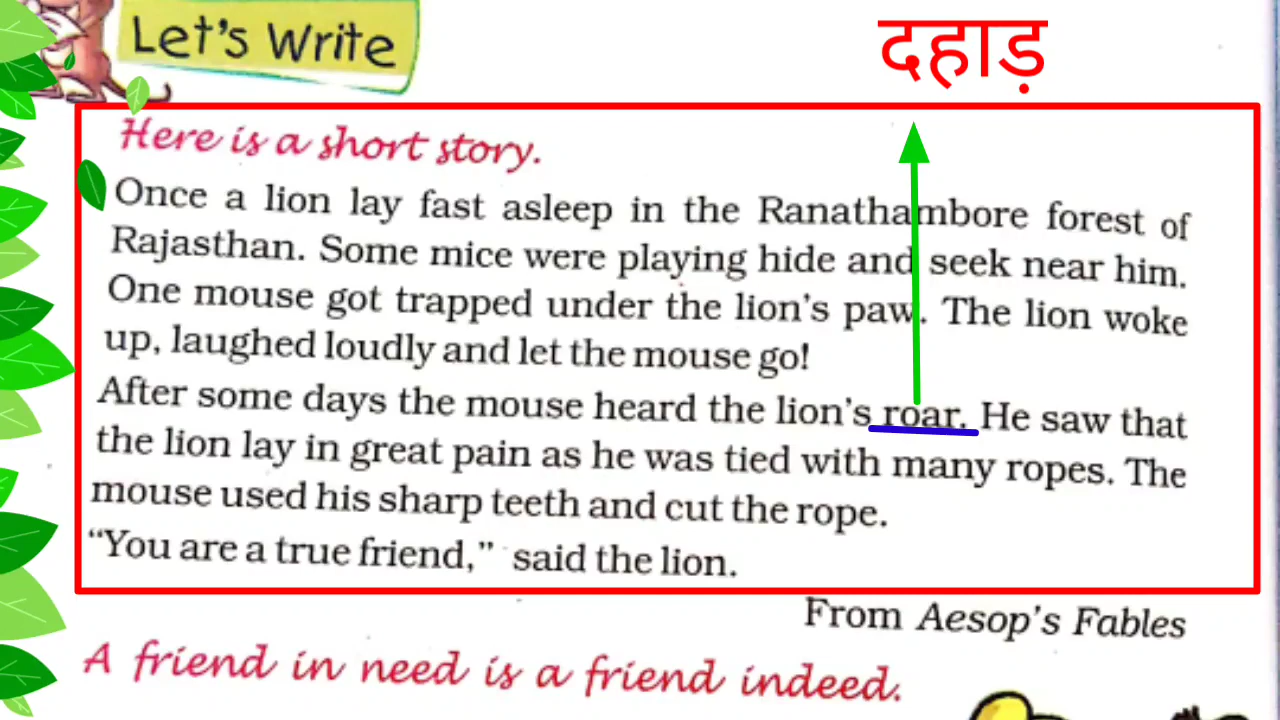 Let's Write
दहाड़
Here is a short story.
Once a lion lay fast asleep in the Ranathambore forest of
Rajasthan. Some mice were playing hide and seek near him.
One mouse got trapped under the lion's paw. The lion woke
up, laughed loudly and let the mouse go!
After some days the mouse heard the lion's roar. He saw that
the lion lay in great pain as he was tied with many ropes. The
mouse used his sharp teeth and cut the rope.
“You are a true friend,” said the lion.
From Aesop's Fables
A friend in need is a friend indeed.